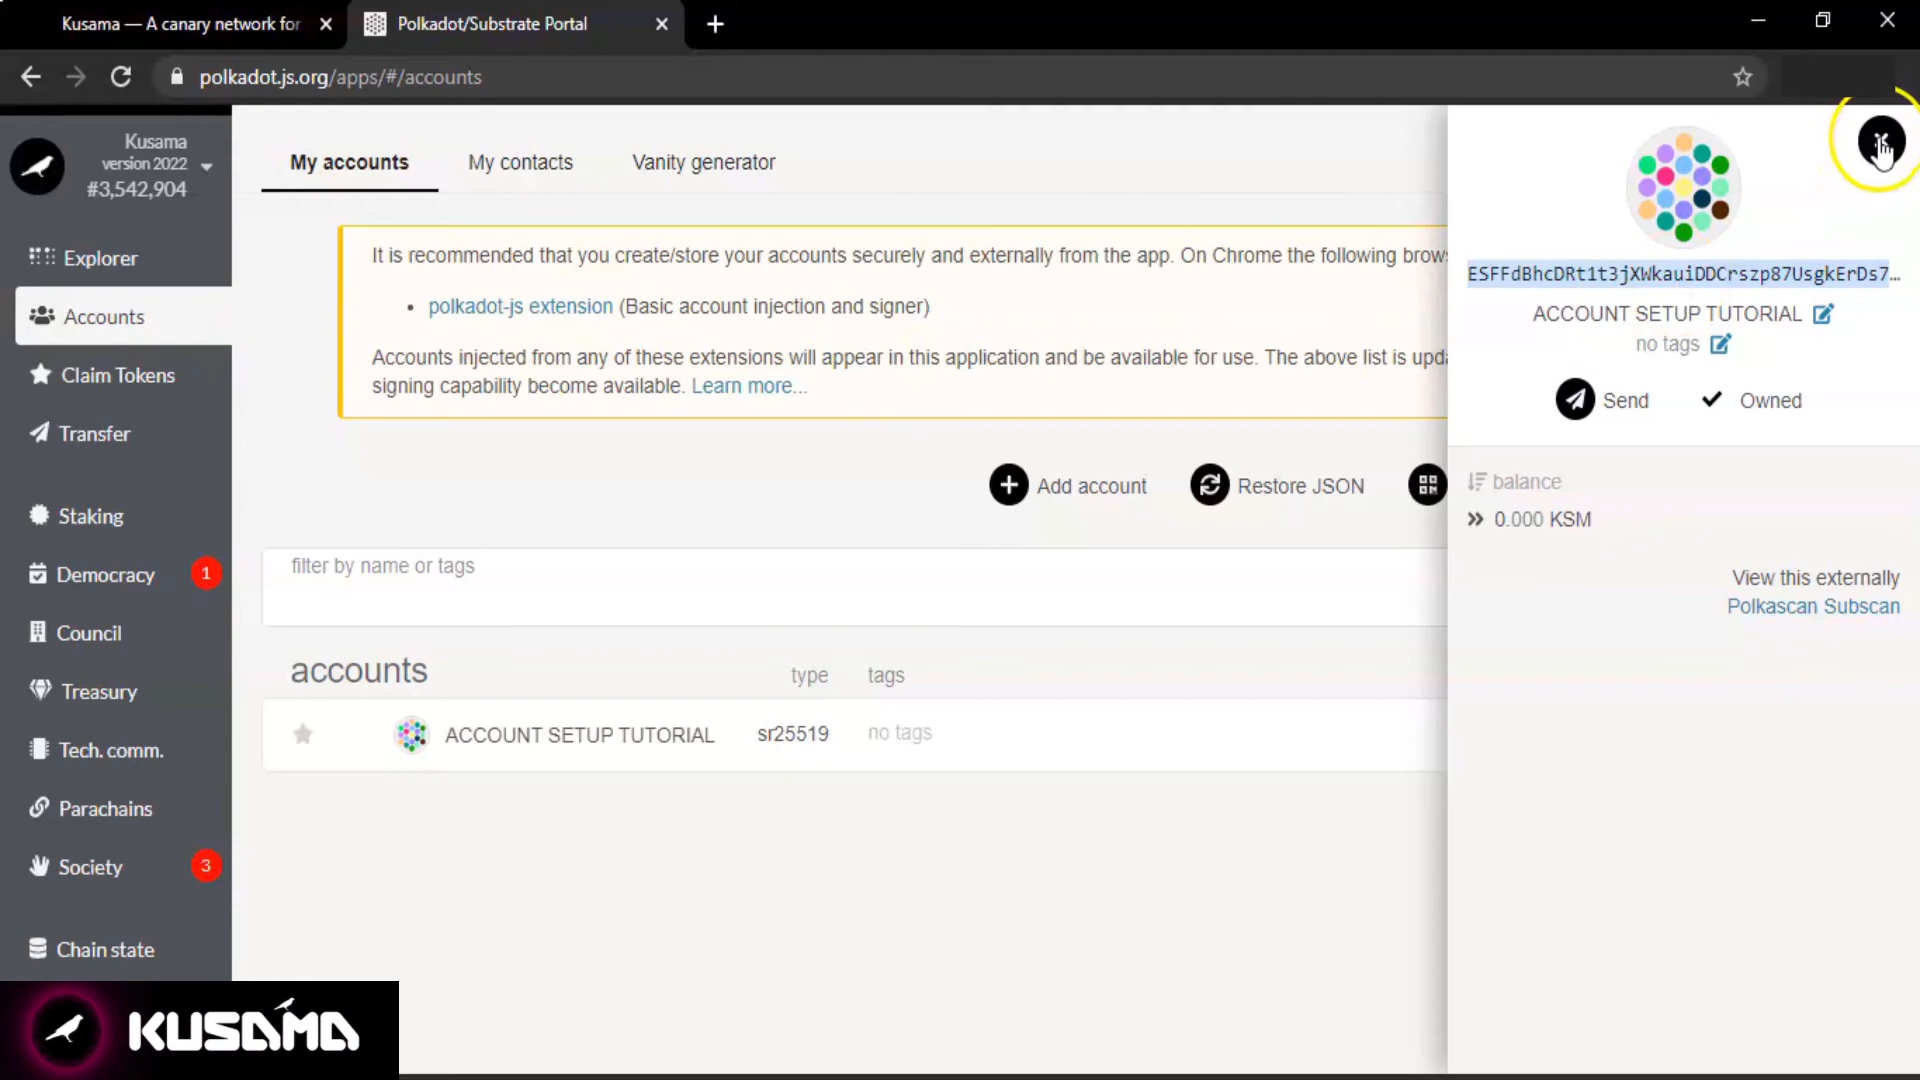 Kusama — A canary network for
Polkadot/Substrate Portal
polkadot.js.org/apps/#/accounts
Kusama
version 2022
#3,542,904
Explorer
Accounts
Claim Tokens
Transfer
Staking
Democracy 1
Council
Treasury
Tech. comm.
Parachains
Society 3
Chain state
KUSAMA
My accounts My contacts Vanity generator
It is recommended that you create/store your accounts securely and externally from the app. On Chrome the following brow
• polkadot-js extension (Basic account injection and signer)
Accounts injected from any of these extensions will appear in this application and be available for use. The above list is upda
signing capability become available. Learn more...
Add account Restore JSON
filter by name or tags
accounts type tags
ACCOUNT SETUP TUTORIAL sr25519 no tags
ESFFdBhcDRt1t3jXWkauiDDCrszp87UsgkErDs7…
ACCOUNT SETUP TUTORIAL
no tags
Send Owned
balance
0.000 KSM
View this externally
Polkascan Subscan